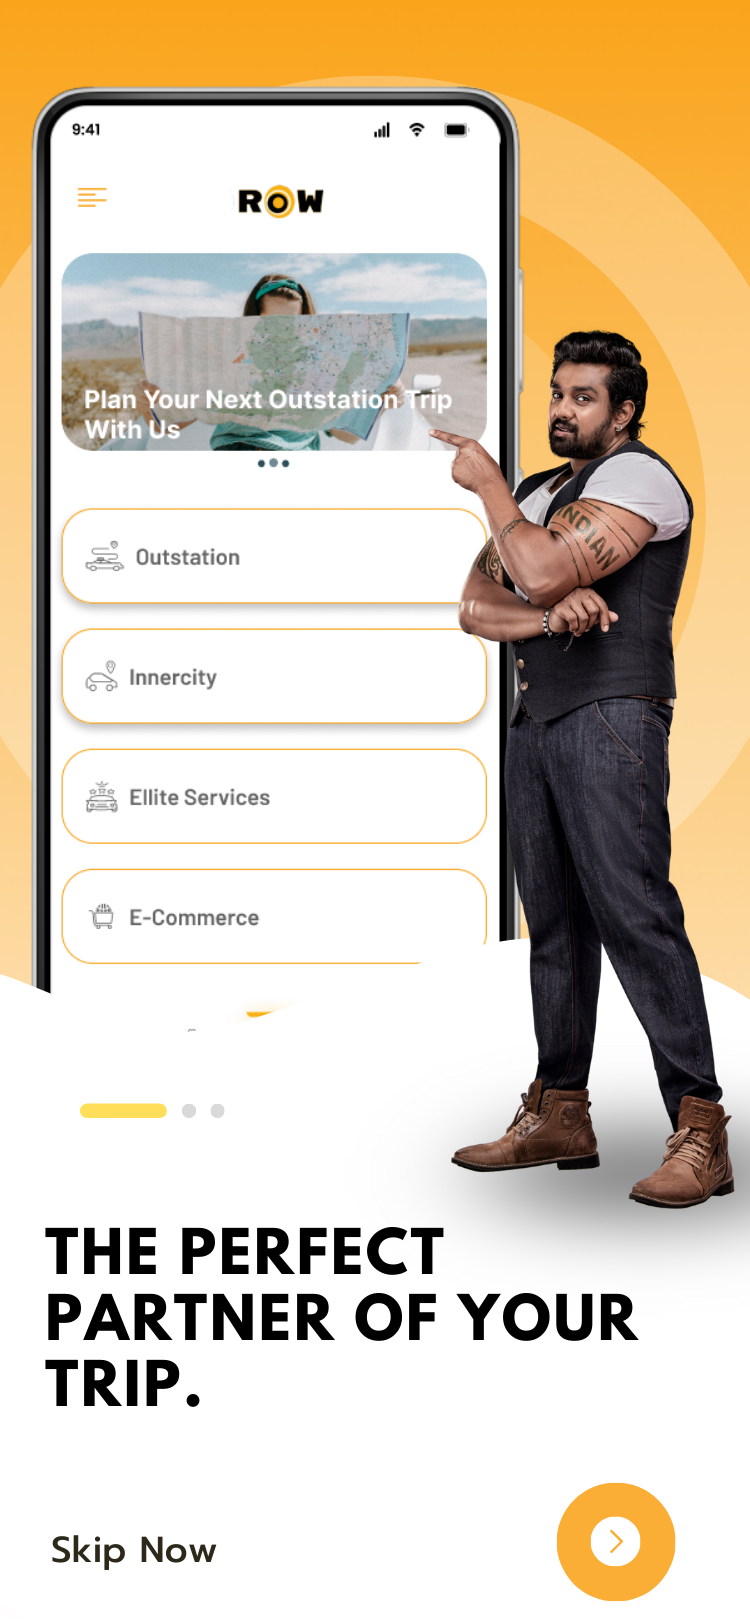 9:41
ROW
Plan Your Next Outstation Trip
With Us
Outstation
Innercity
Ellite Services
E-Commerce
INDIAN
THE PERFECT
PARTNER OF YOUR
TRIP.
Skip Now